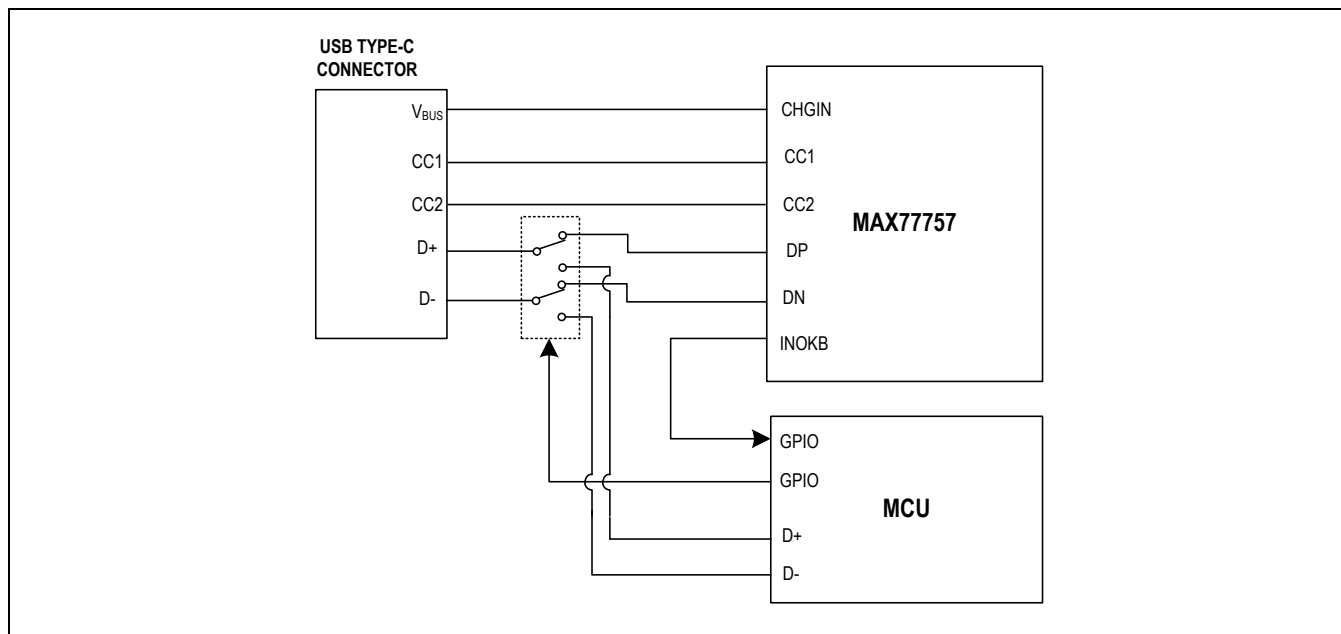 USB TYPE-C
CONNECTOR
VBUS
CC1
CC2
D+
D-
CHGIN
CC1
CC2
DP
DN
INOKB
MAX77757
GPIO
GPIO
D+
D-
MCU